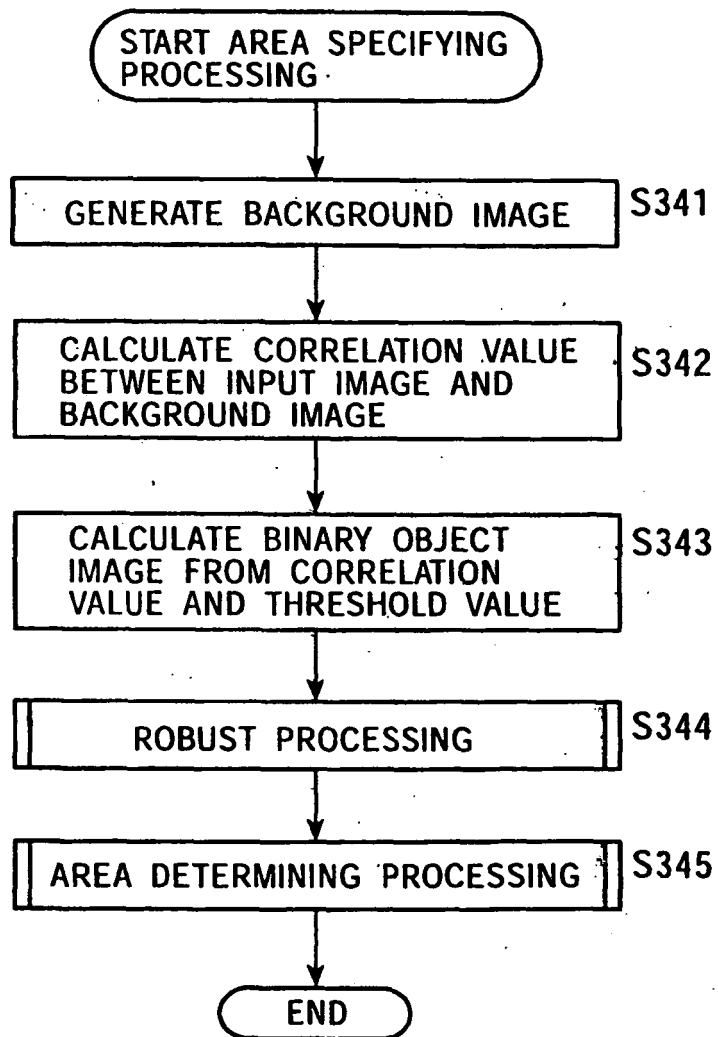 START AREA SPECIFYING
PROCESSING
GENERATE BACKGROUND IMAGE
S341
CALCULATE CORRELATION VALUE
BETWEEN INPUT IMAGE AND
BACKGROUND IMAGE
S342
CALCULATE BINARY OBJECT
IMAGE FROM CORRELATION
VALUE AND THRESHOLD VALUE
S343
ROBUST PROCESSING
S344
AREA DETERMINING PROCESSING
S345
END